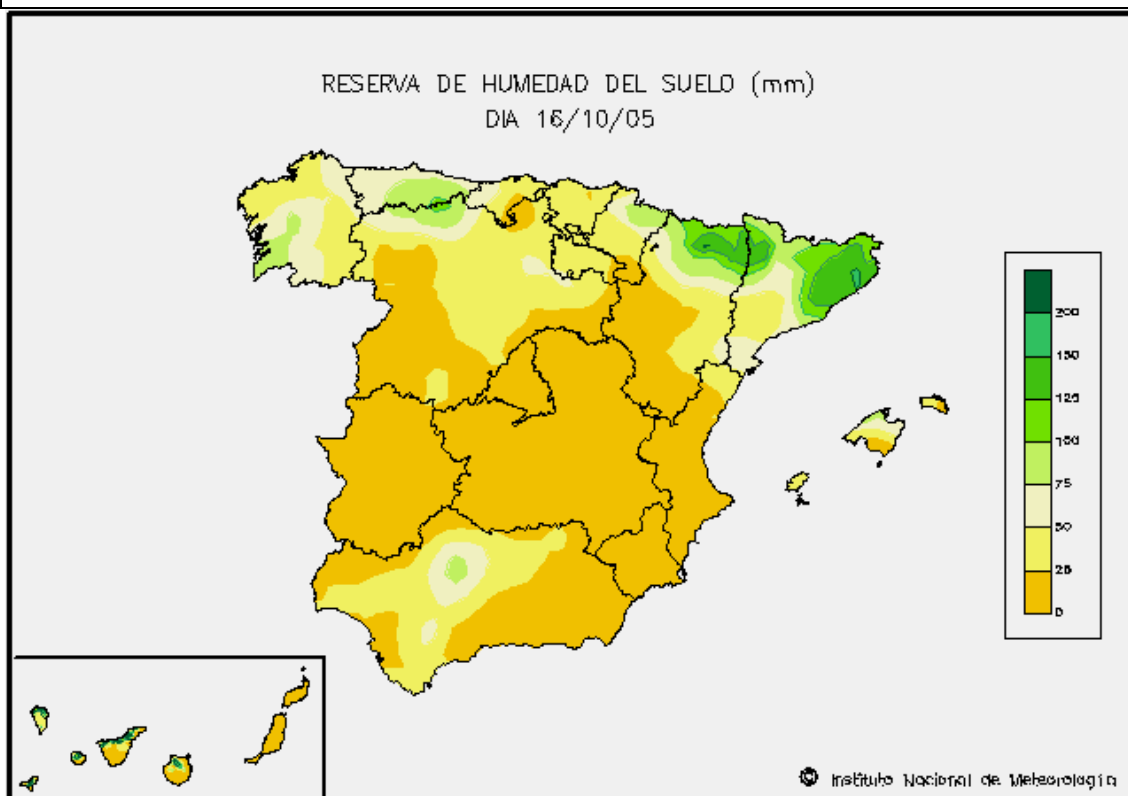 RESERVA DE HUMEDAD DEL SUELO (mm)
DIA 16/10/05
200
150
125
100
75
50
25
0
© Instituto Nacional de Meteorología